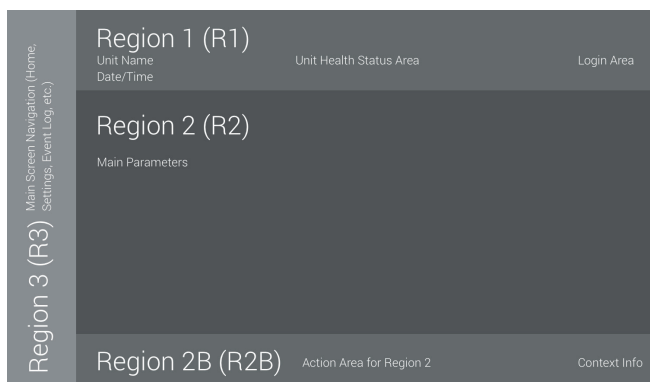 Region 1 (R1)
Unit Name
Date/Time
Unit Health Status Area
Login Area
Region 2 (R2)
Main Parameters
Region 3 (R3)
Main Screen Navigation (Home,
Settings, Event Log, etc.)
Region 2B (R2B)
Action Area for Region 2
Context Info